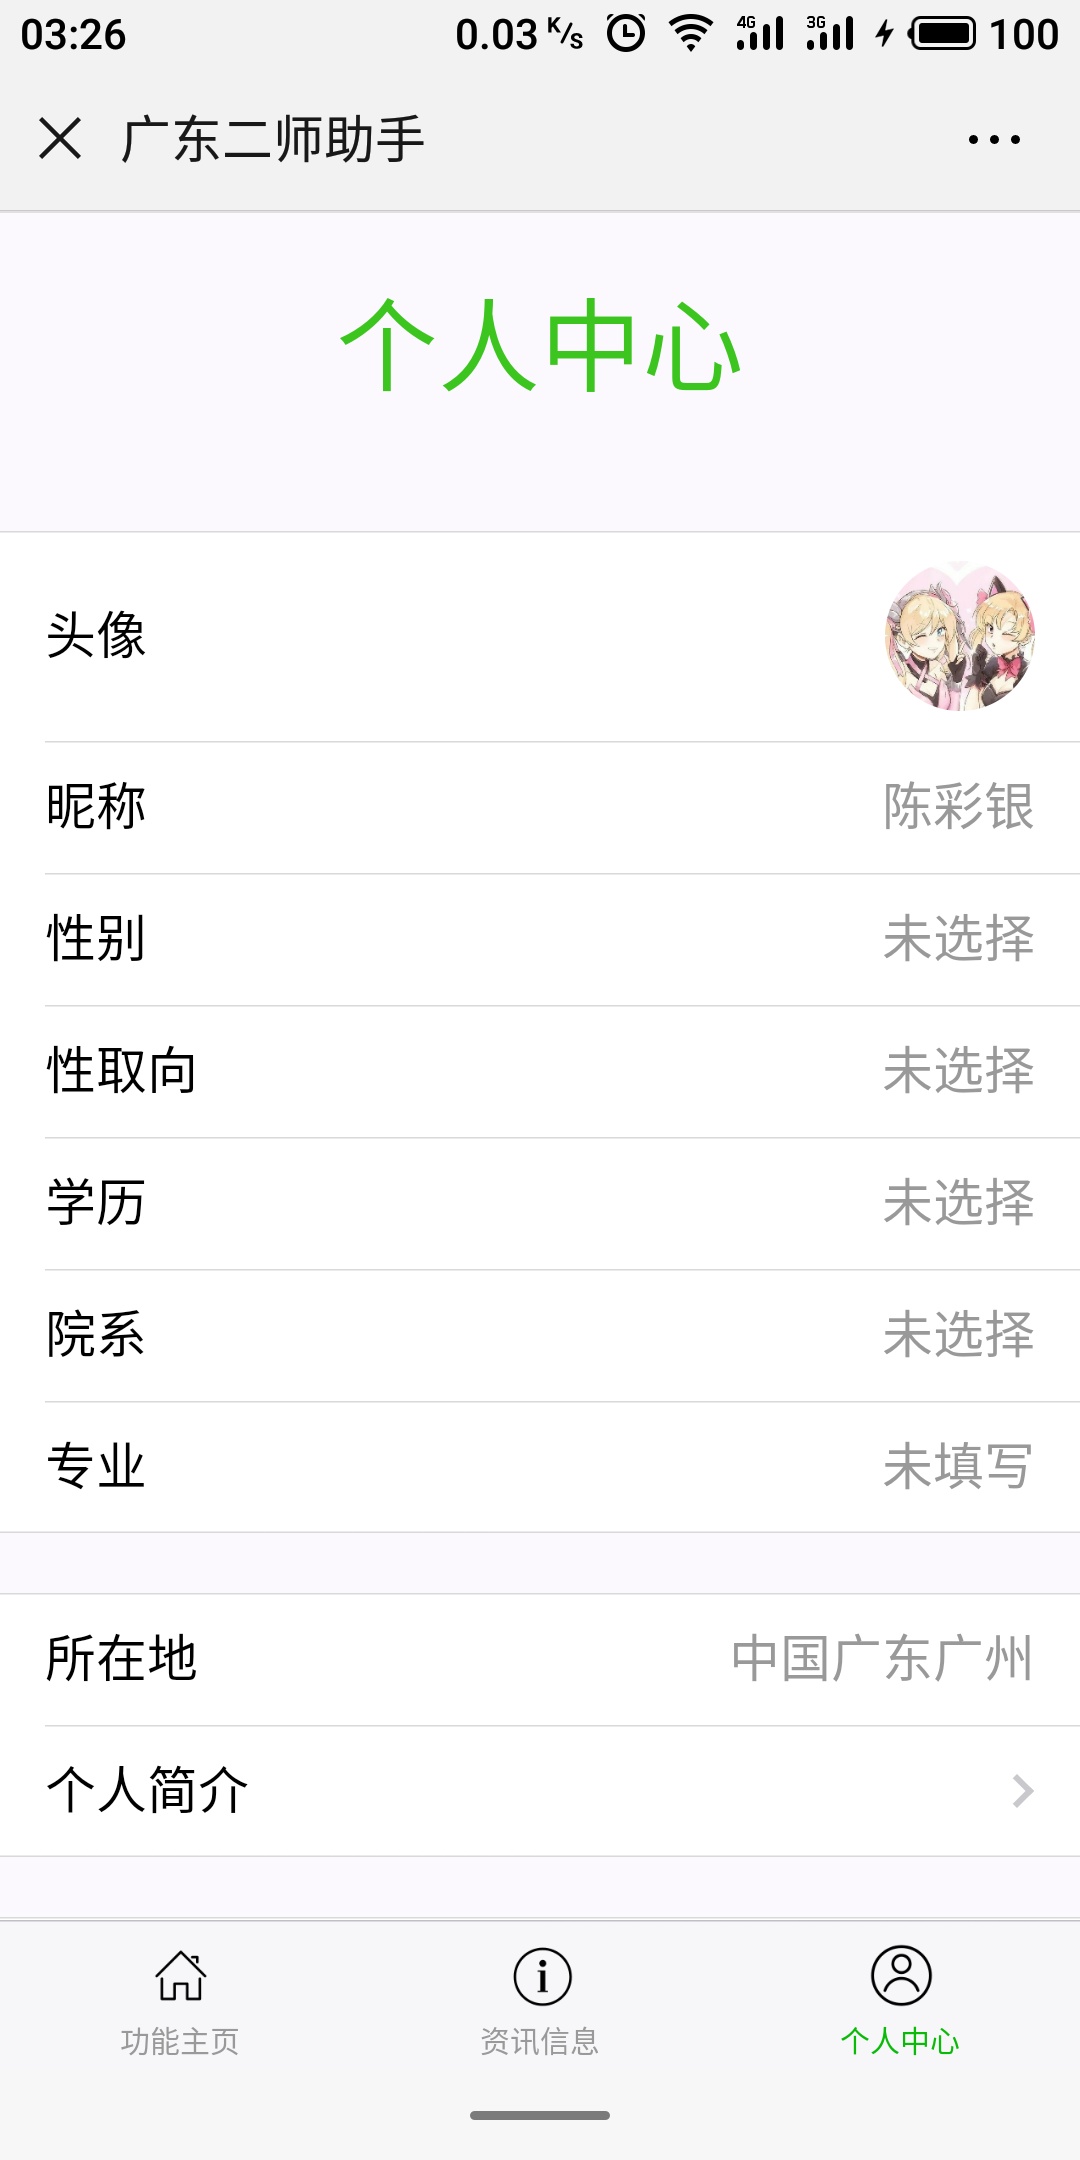 03:26 0.03 K/s 4G 3G 100
广东二师助手
个人中心
头像
昵称 陈彩银
性别 未选择
性取向 未选择
学历 未选择
院系 未选择
专业 未填写
所在地 中国广东广州
个人简介
功能主页 资讯信息 个人中心